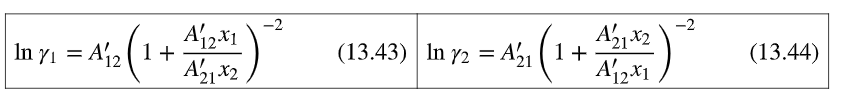 ln γ₁ = A′₁₂ (1 + A′₁₂x₁ / A′₂₁x₂)⁻² (13.43) ln γ₂ = A′₂₁ (1 + A′₂₁x₂ / A′₁₂x₁)⁻² (13.44)